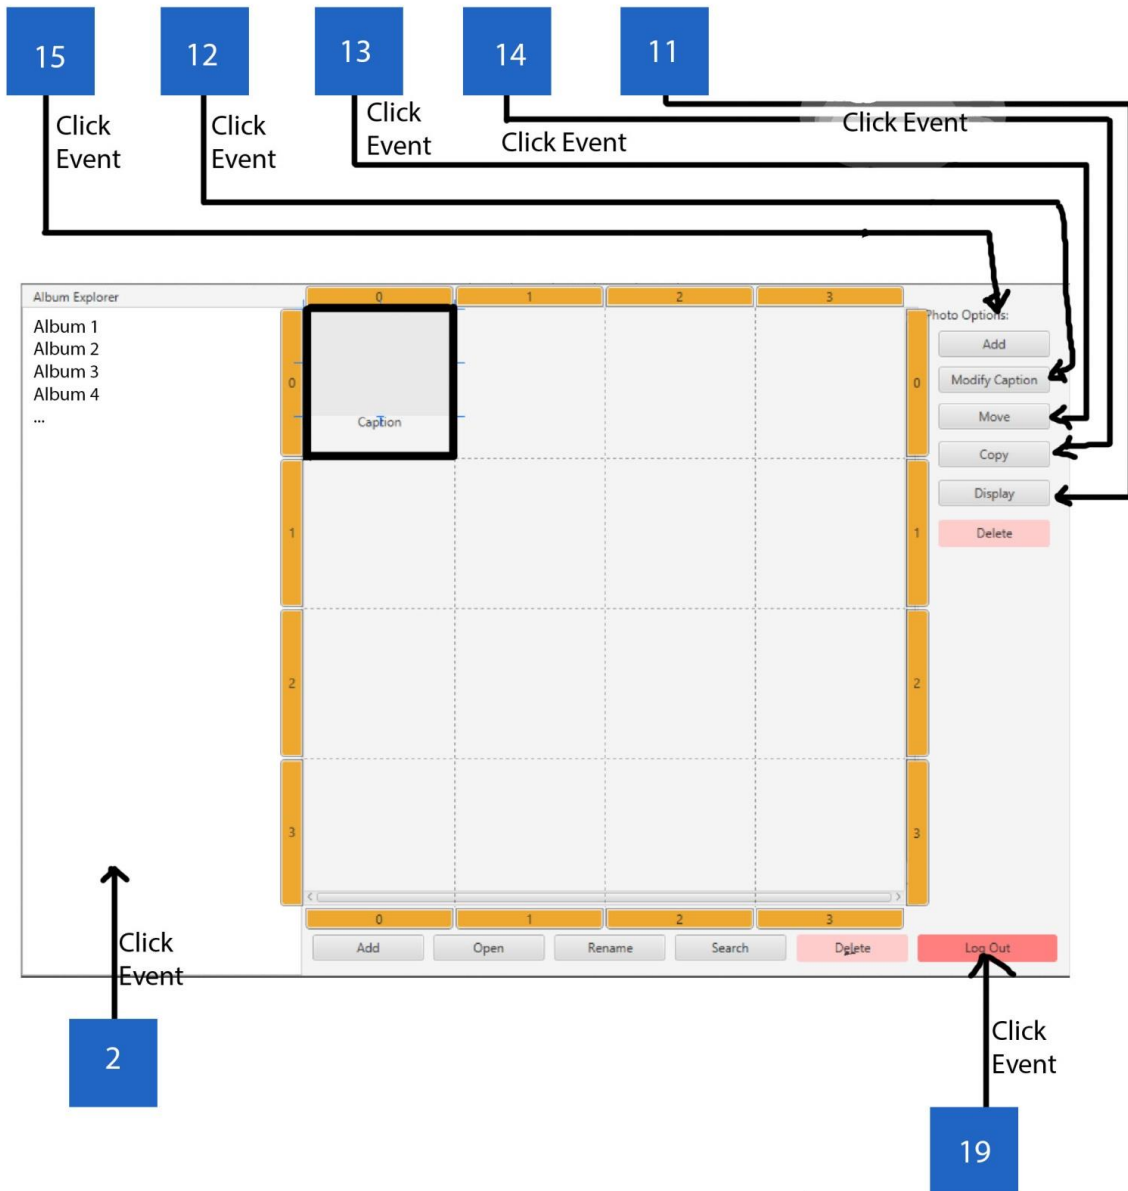 15
12
13
14
11
Click
Event
Click
Event
Click
Event
Click Event
Click Event
Album Explorer
0
1
2
3
Photo Options:
Album 1
Album 2
Album 3
Album 4
...
0
Caption
0
Add
Modify Caption
Move
Copy
Display
Delete
1
1
2
2
3
3
0
1
2
3
Add
Open
Rename
Search
Delete
Log Out
Click
Event
2
Click
Event
19